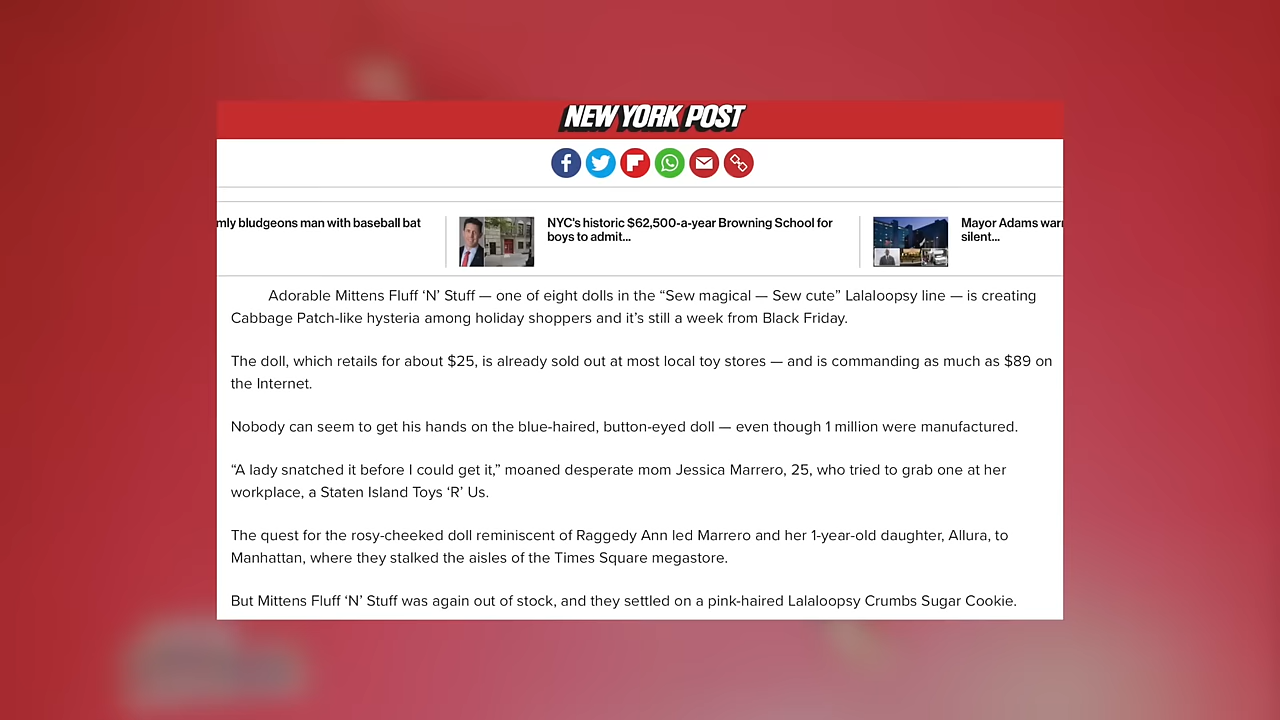 NEW YORK POST
mly bludgeons man with baseball bat
NYC's historic $62,500-a-year Browning School for
boys to admit...
Mayor Adams warn
silent...
Adorable Mittens Fluff ‘N’ Stuff — one of eight dolls in the “Sew magical — Sew cute” Lalaloopsy line — is creating
Cabbage Patch-like hysteria among holiday shoppers and it’s still a week from Black Friday.
The doll, which retails for about $25, is already sold out at most local toy stores — and is commanding as much as $89 on
the Internet.
Nobody can seem to get his hands on the blue-haired, button-eyed doll — even though 1 million were manufactured.
“A lady snatched it before I could get it,” moaned desperate mom Jessica Marrero, 25, who tried to grab one at her
workplace, a Staten Island Toys ‘R’ Us.
The quest for the rosy-cheeked doll reminiscent of Raggedy Ann led Marrero and her 1-year-old daughter, Allura, to
Manhattan, where they stalked the aisles of the Times Square megastore.
But Mittens Fluff ‘N’ Stuff was again out of stock, and they settled on a pink-haired Lalaloopsy Crumbs Sugar Cookie.